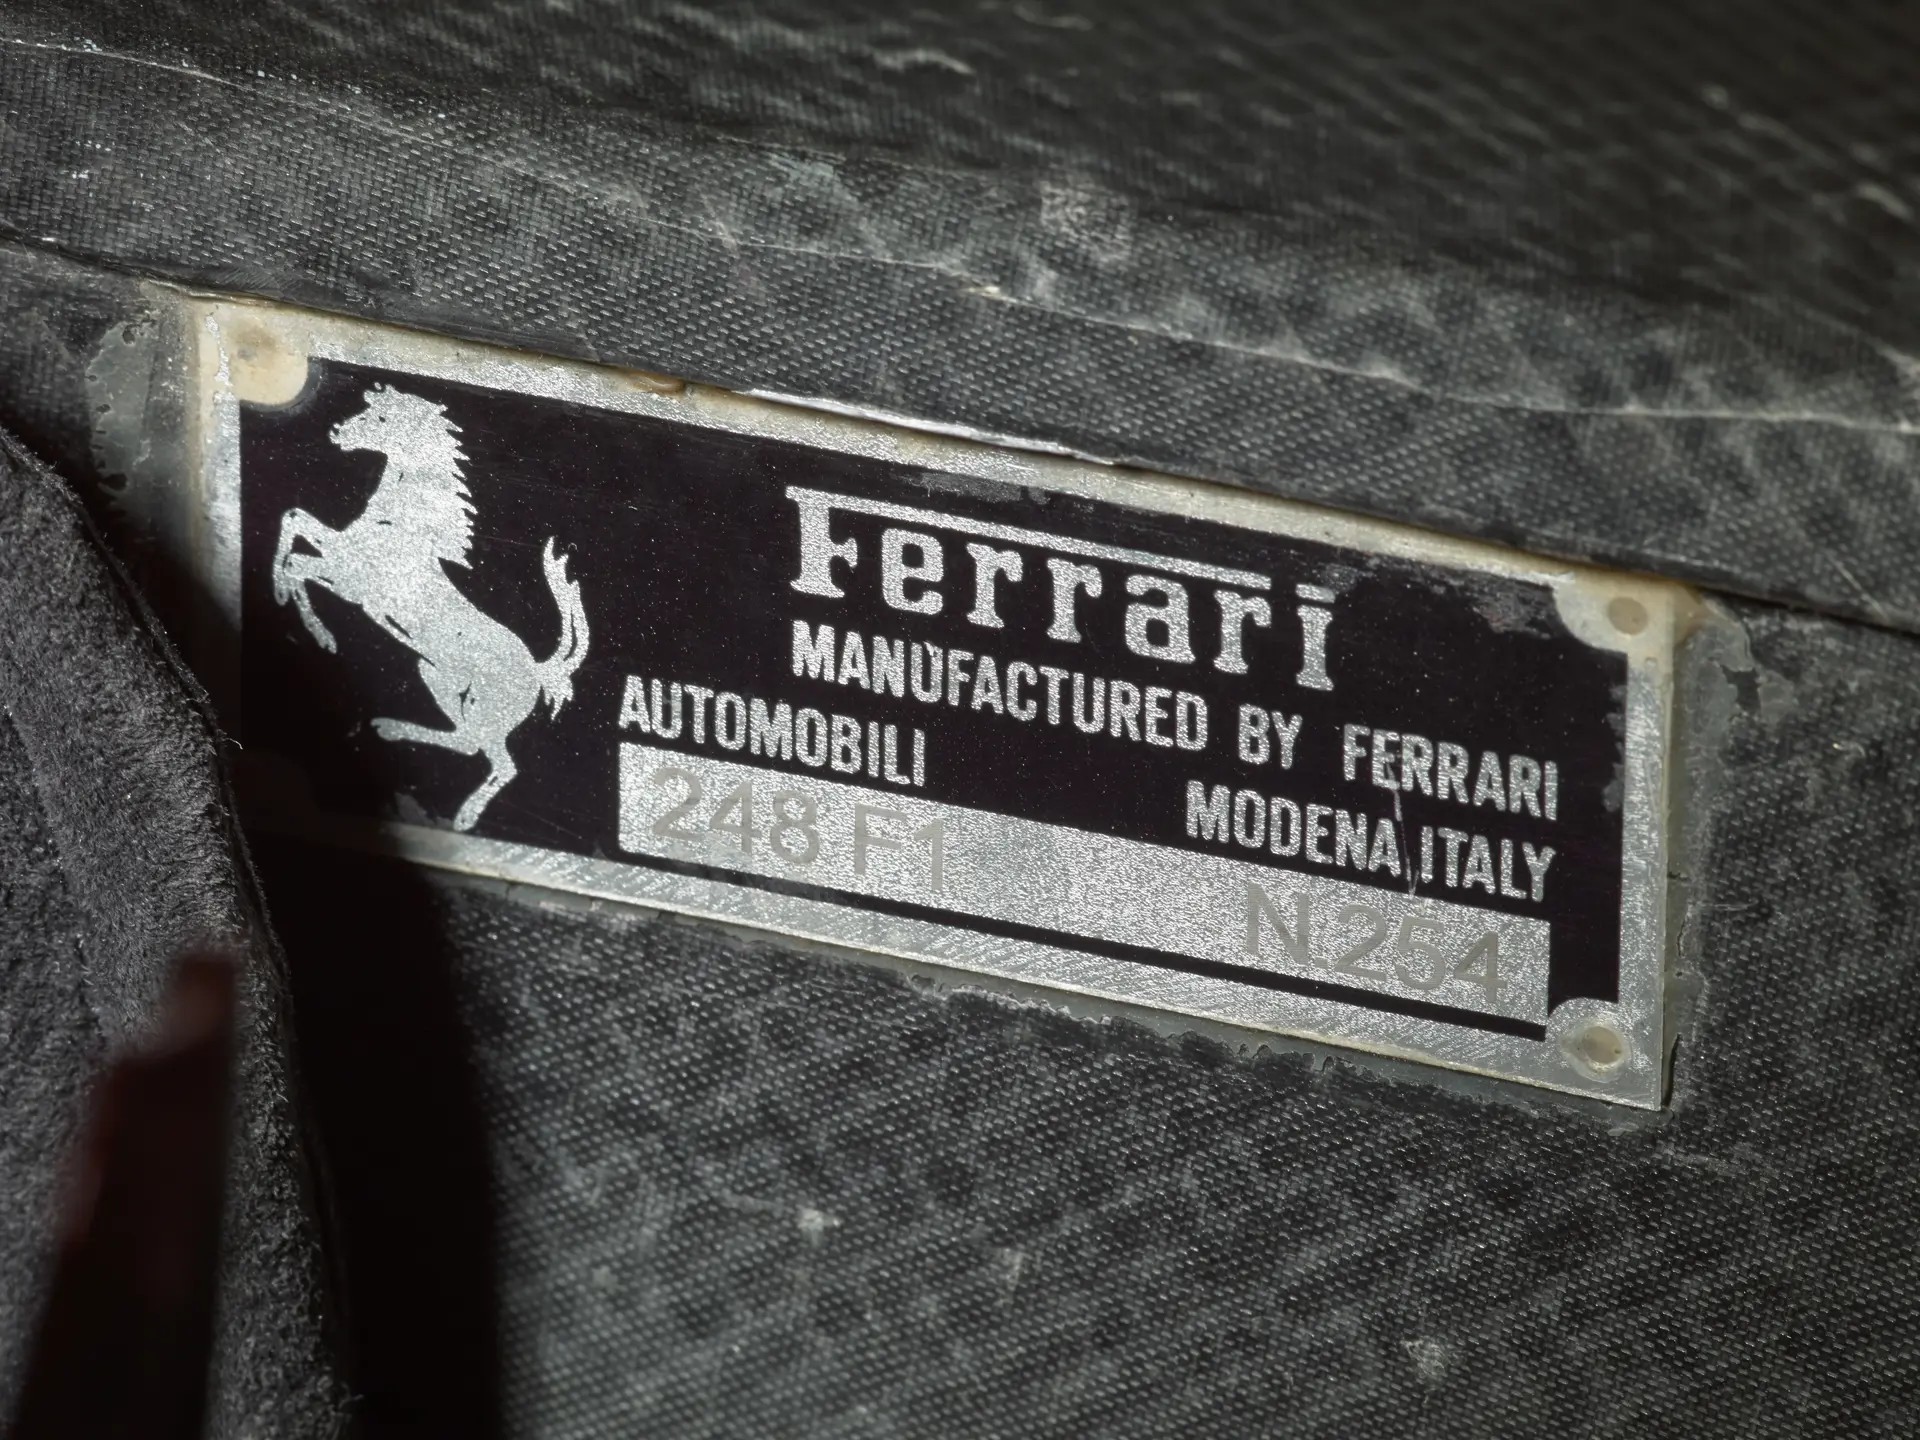 Ferrari
MANUFACTURED BY FERRARI
AUTOMOBILI MODENA, ITALY
248 F1 N.254